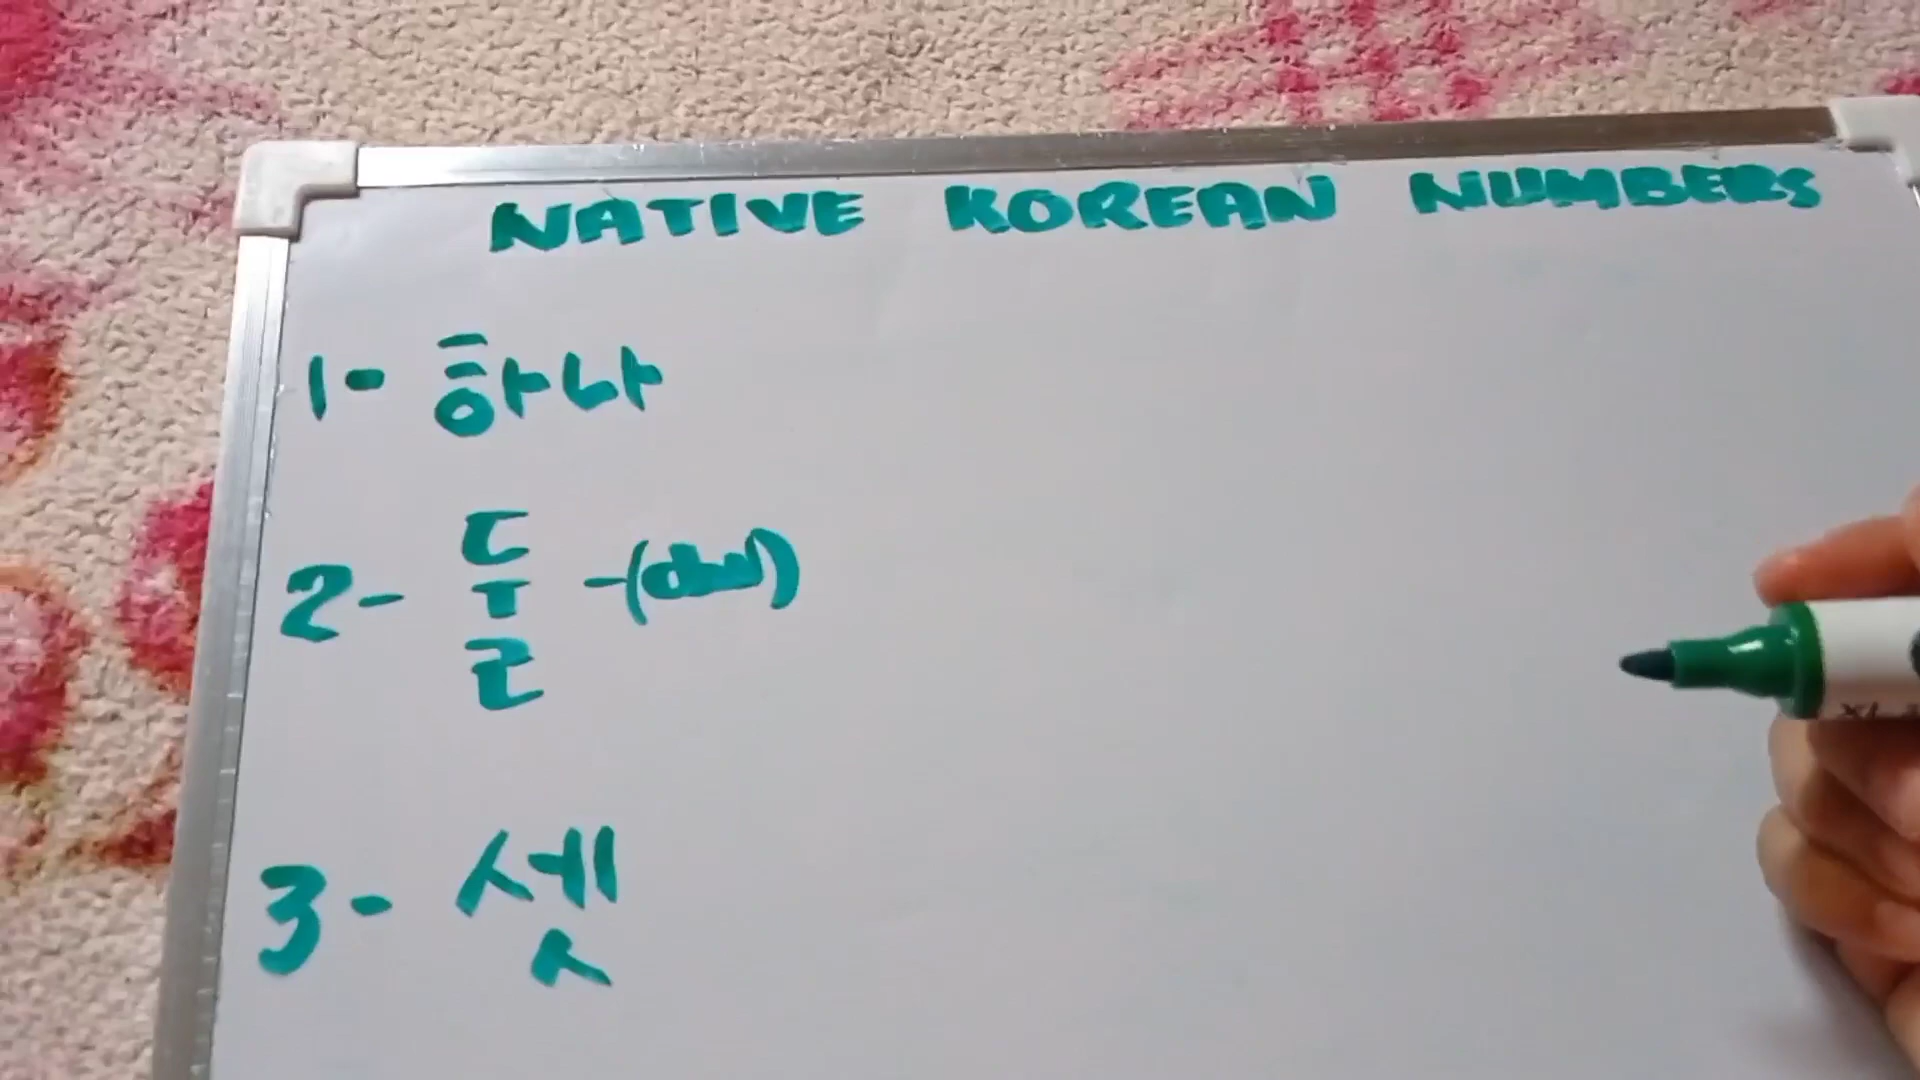 NATIVE KOREAN NUMBERS
1- 하나
2- 둘 -(dul)
3- 셋